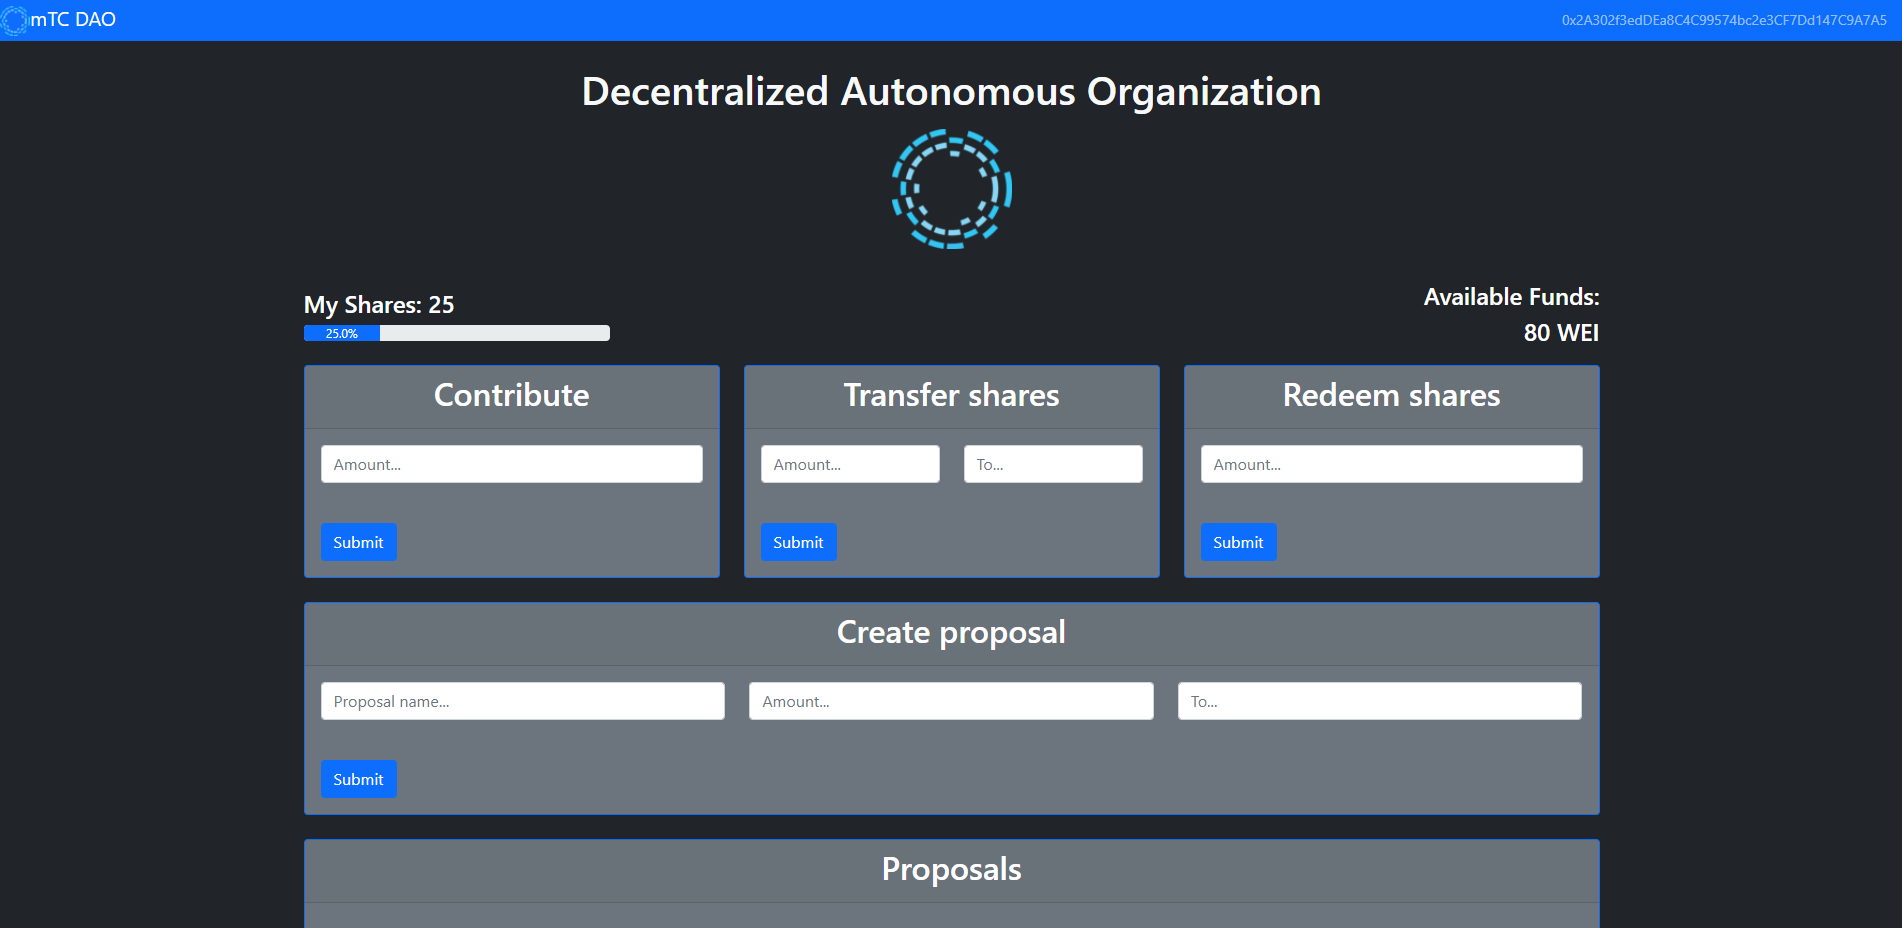 mTC DAO
0x2A302f3edDEa8C4C99574bc2e3CF7Dd147C9A7A5
Decentralized Autonomous Organization
My Shares: 25
25.0%
Available Funds:
80 WEI
Contribute
Amount...
Submit
Transfer shares
Amount...
To...
Submit
Redeem shares
Amount...
Submit
Create proposal
Proposal name...
Amount...
To...
Submit
Proposals